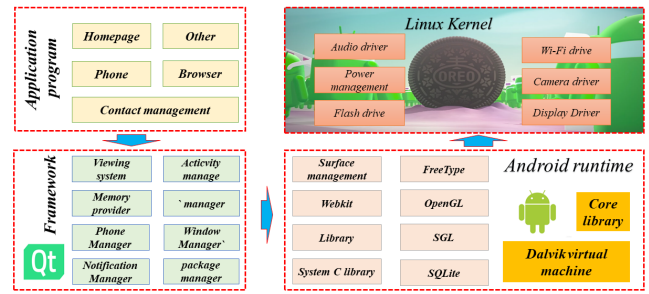 Application
program
Homepage
Other
Phone
Browser
Contact management
Linux Kernel
Audio driver
Power
management
Flash drive
OREO
Wi-Fi drive
Camera driver
Display Driver
Framework
Qt
Viewing
system
Acticvity
manage
Memory
provider
` manager
Phone
Manager
Window
Manager`
Notification
Manager
package
manager
Surface
management
FreeType
Webkit
OpenGL
Library
SGL
System C library
SQLite
Android runtime
Core
library
Dalvik virtual
machine